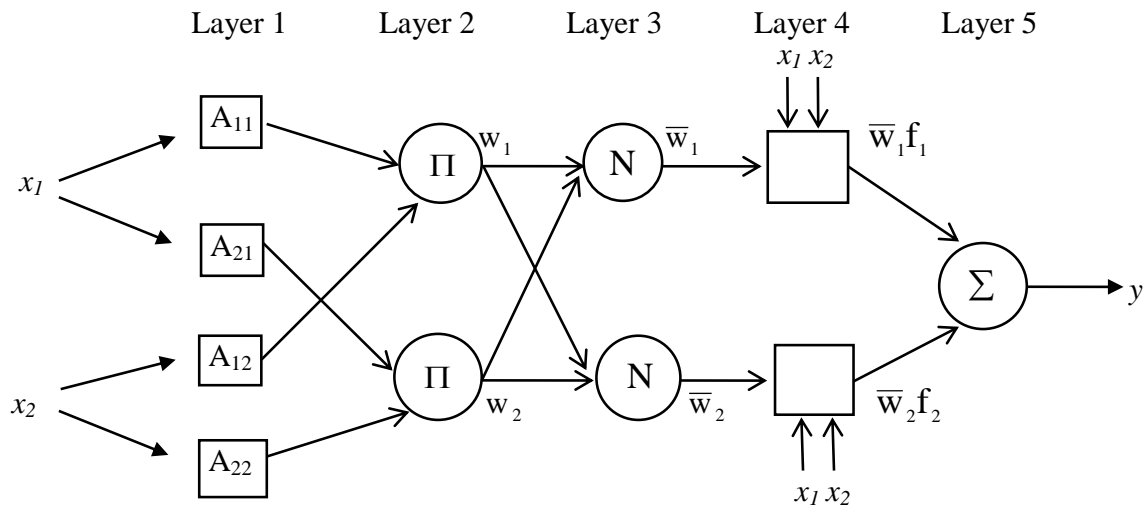 Layer 1 Layer 2 Layer 3 Layer 4 Layer 5
x₁ x₂
A₁₁ w₁ w̅₁ w̅₁f₁
Π N
x₁
A₂₁
Σ y
A₁₂
Π N
x₂ w₂ w̅₂ w̅₂f₂
A₂₂
x₁ x₂